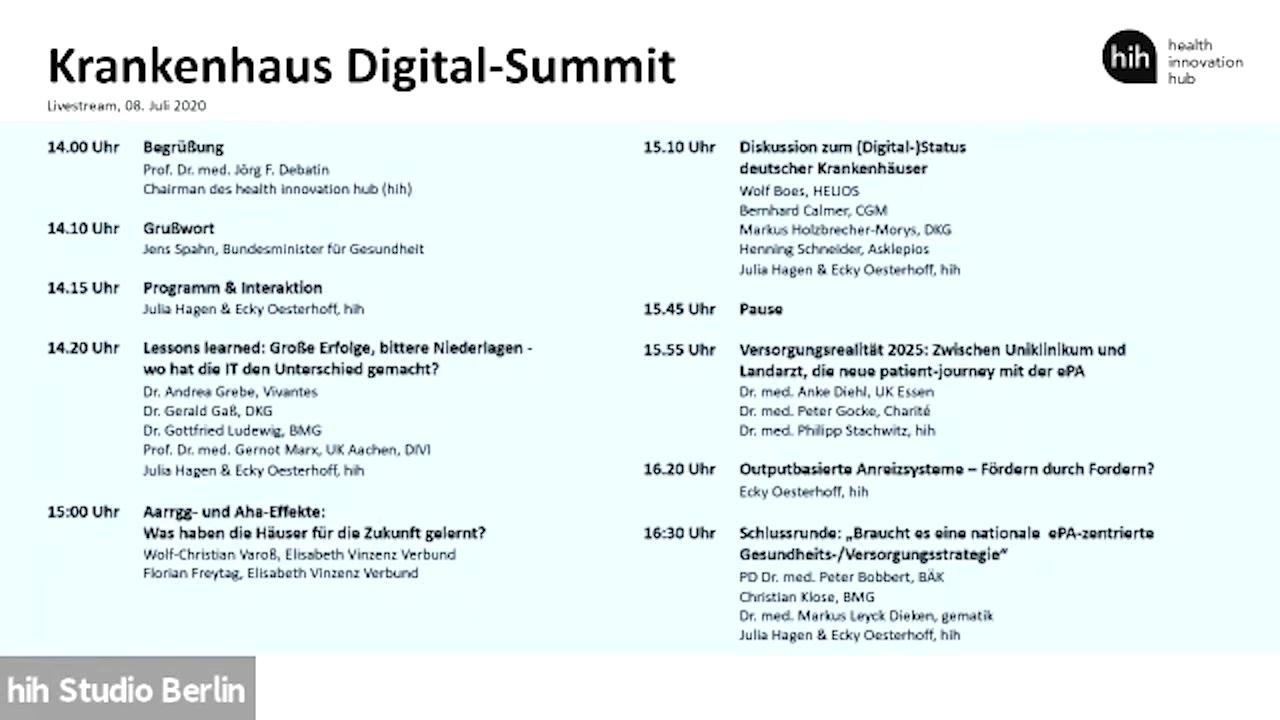 Krankenhaus Digital-Summit
Livestream, 08. Juli 2020
hih
health
innovation
hub
14.00 Uhr Begrüßung
Prof. Dr. med. Jörg F. Debatin
Chairman des health innovation hub (hih)
14.10 Uhr Grußwort
Jens Spahn, Bundesminister für Gesundheit
14.15 Uhr Programm & Interaktion
Julia Hagen & Ecky Oesterhoff, hih
14.20 Uhr Lessons learned: Große Erfolge, bittere Niederlagen -
wo hat die IT den Unterschied gemacht?
Dr. Andrea Grebe, Vivantes
Dr. Gerald Gaß, DKG
Dr. Gottfried Ludewig, BMG
Prof. Dr. med. Gernot Marx, UK Aachen, DIVI
Julia Hagen & Ecky Oesterhoff, hih
15:00 Uhr Aarrgg- und Aha-Effekte:
Was haben die Häuser für die Zukunft gelernt?
Wolf-Christian Varoß, Elisabeth Vinzenz Verbund
Florian Freytag, Elisabeth Vinzenz Verbund
15.10 Uhr Diskussion zum (Digital-)Status
deutscher Krankenhäuser
Wolf Boes, HELIOS
Bernhard Calmer, CGM
Markus Holzbrecher-Morys, DKG
Henning Schneider, Asklepios
Julia Hagen & Ecky Oesterhoff, hih
15.45 Uhr Pause
15.55 Uhr Versorgungsrealität 2025: Zwischen Uniklinikum und
Landarzt, die neue patient-journey mit der ePA
Dr. med. Anke Diehl, UK Essen
Dr. med. Peter Gocke, Charité
Dr. med. Philipp Stachwitz, hih
16.20 Uhr Outputbasierte Anreizsysteme – Fördern durch Fordern?
Ecky Oesterhoff, hih
16:30 Uhr Schlussrunde: „Braucht es eine nationale ePA-zentrierte
Gesundheits-/Versorgungsstrategie“
PD Dr. med. Peter Bobbert, BÄK
Christian Klose, BMG
Dr. med. Markus Leyck Dieken, gematik
Julia Hagen & Ecky Oesterhoff, hih
hih Studio Berlin